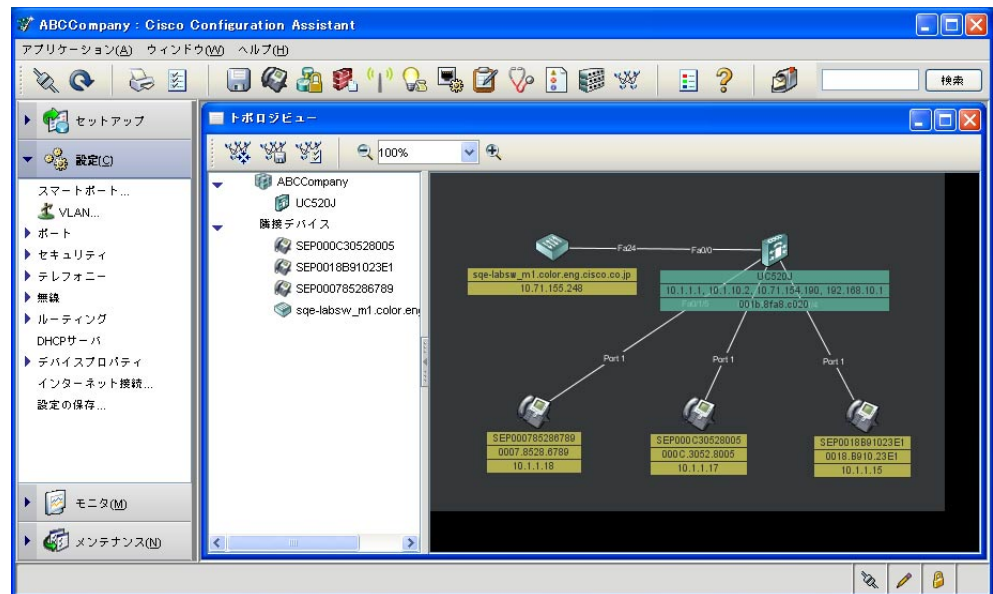 ABCCompany : Cisco Configuration Assistant
アプリケーション(A) ウィンドウ(W) ヘルプ(H)
検索
セットアップ
設定(C)
スマートポート...
VLAN...
ポート
セキュリティ
テレフォニー
無線
ルーティング
DHCPサーバ
デバイスプロパティ
インターネット接続...
設定の保存...
モニタ(M)
メンテナンス(N)
トポロジビュー
100%
ABCCompany
UC520J
隣接デバイス
SEP000C30528005
SEP0018B91023E1
SEP000785286789
sqe-labsw_m1.color.eng
Fa24
Fa0/0
sqe-labsw_m1.color.eng.cisco.co.jp
10.71.155.248
UC520J
10.1.1.1, 10.1.10.2, 10.71.154.190, 192.168.10.1
Fa0/1/5
001b.8fa8.c020
Port 1
Port 1
Port 1
SEP000785286789
0007.8528.6789
10.1.1.18
SEP000C30528005
000C.3052.8005
10.1.1.17
SEP0018B91023E1
0018.B910.23E1
10.1.1.15